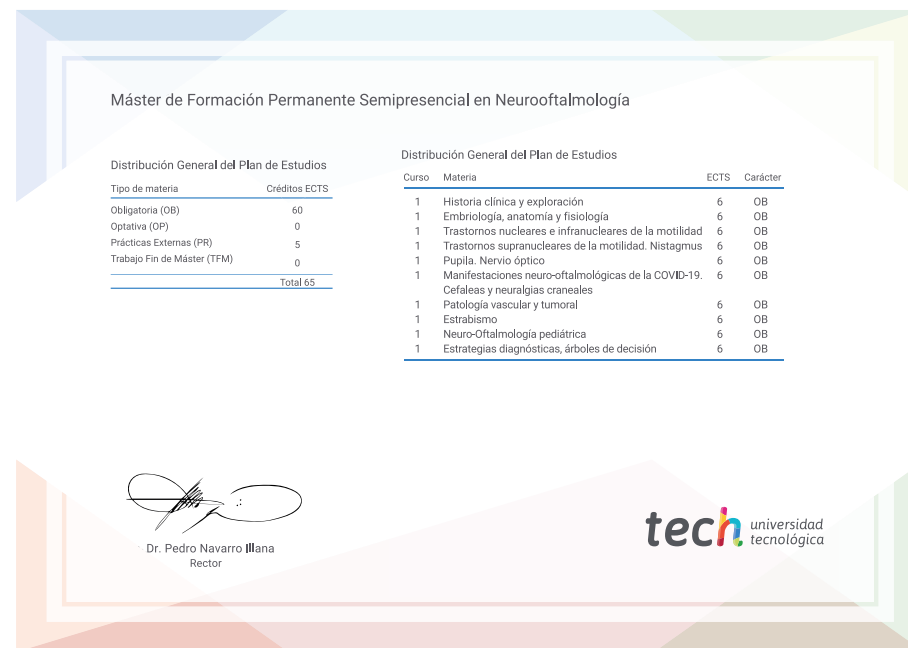 Máster de Formación Permanente Semipresencial en Neurooftalmología
Distribución General del Plan de Estudios
Tipo de materia Créditos ECTS
Obligatoria (OB) 60
Optativa (OP) 0
Prácticas Externas (PR) 5
Trabajo Fin de Máster (TFM) 0
Total 65
Distribución General del Plan de Estudios
Curso Materia ECTS Carácter
1 Historia clínica y exploración 6 OB
1 Embriología, anatomía y fisiología 6 OB
1 Trastornos nucleares e infranucleares de la motilidad 6 OB
1 Trastornos supranucleares de la motilidad. Nistagmus 6 OB
1 Pupila. Nervio óptico 6 OB
1 Manifestaciones neuro-oftalmológicas de la COVID-19. 6 OB
Cefaleas y neuralgias craneales
1 Patología vascular y tumoral 6 OB
1 Estrabismo 6 OB
1 Neuro-Oftalmología pediátrica 6 OB
1 Estrategias diagnósticas, árboles de decisión 6 OB
Dr. Pedro Navarro Illana
Rector
tech universidad
tecnológica